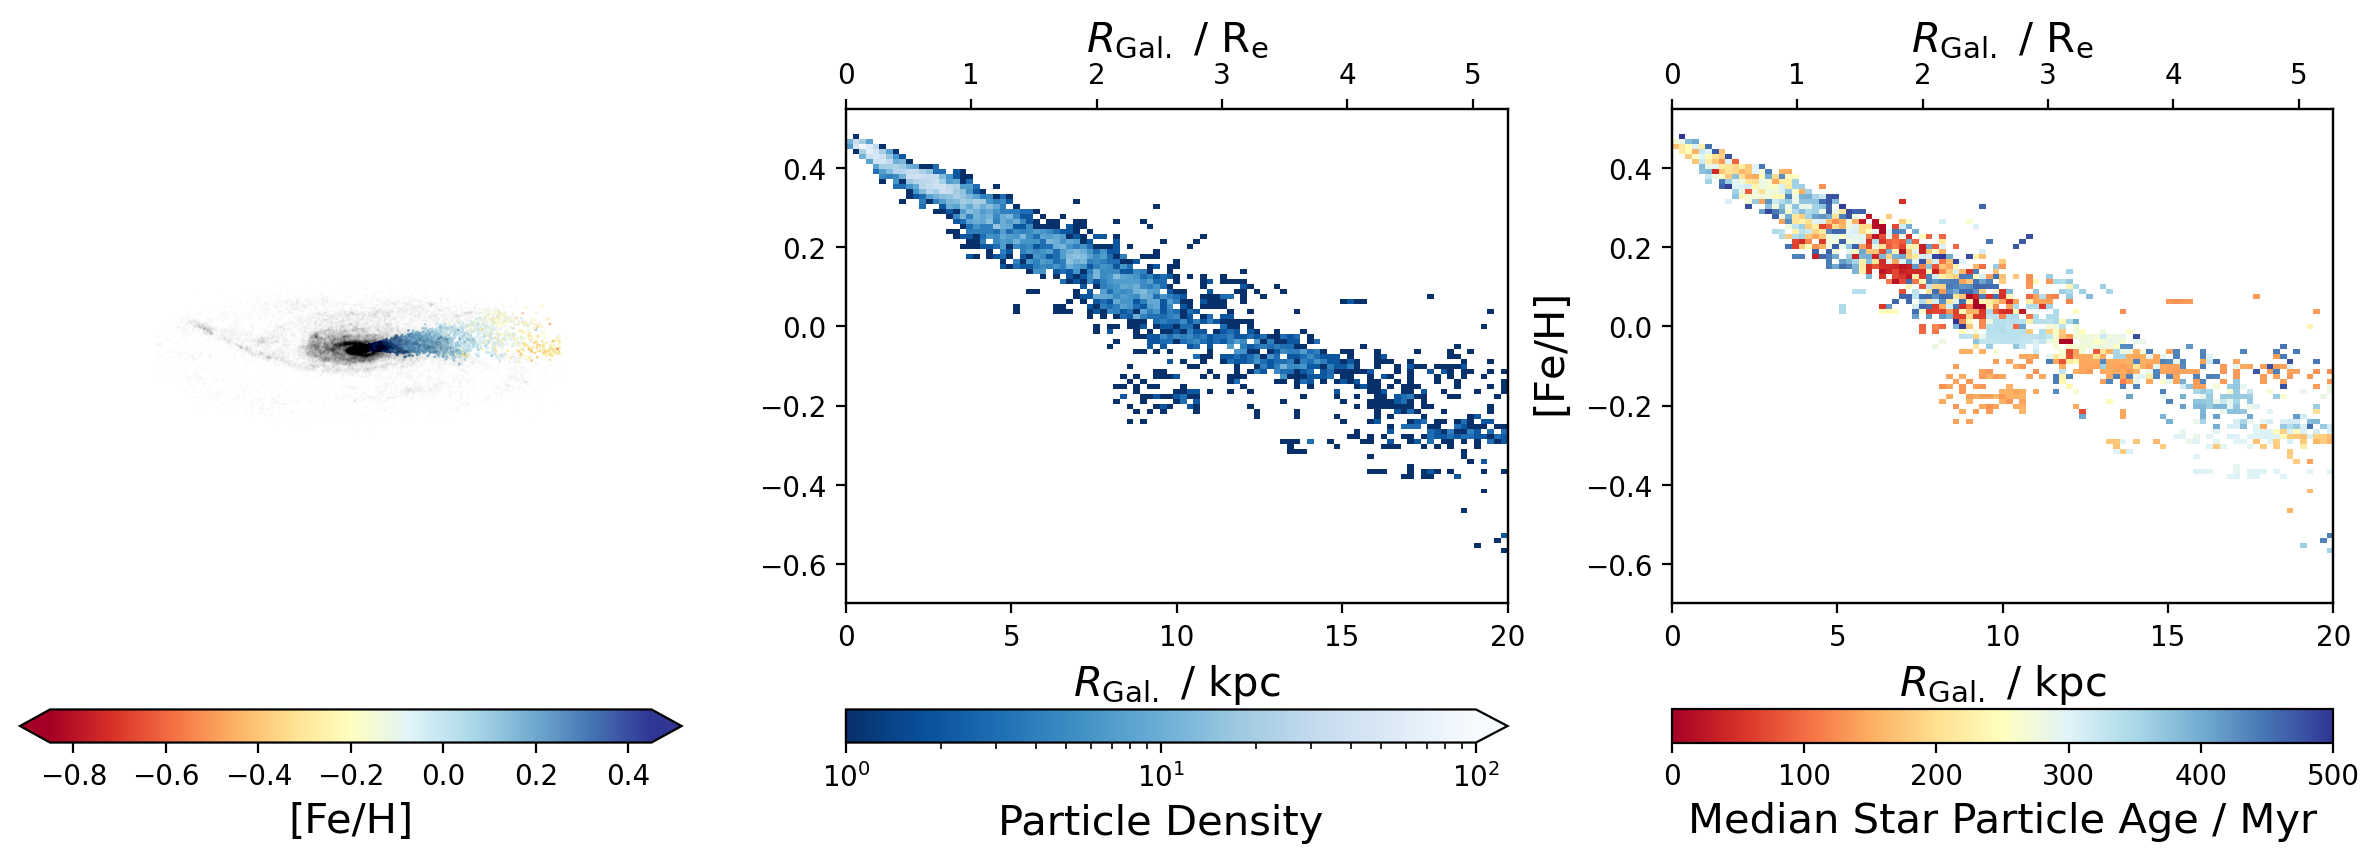 R_Gal. / R_e
0 1 2 3 4 5
0.4
0.2
0.0
−0.2
−0.4
−0.6
0 5 10 15 20
R_Gal. / kpc
R_Gal. / R_e
0 1 2 3 4 5
[Fe/H]
0.4
0.2
0.0
−0.2
−0.4
−0.6
0 5 10 15 20
R_Gal. / kpc
−0.8 −0.6 −0.4 −0.2 0.0 0.2 0.4
[Fe/H]
10^0 10^1 10^2
Particle Density
0 100 200 300 400 500
Median Star Particle Age / Myr